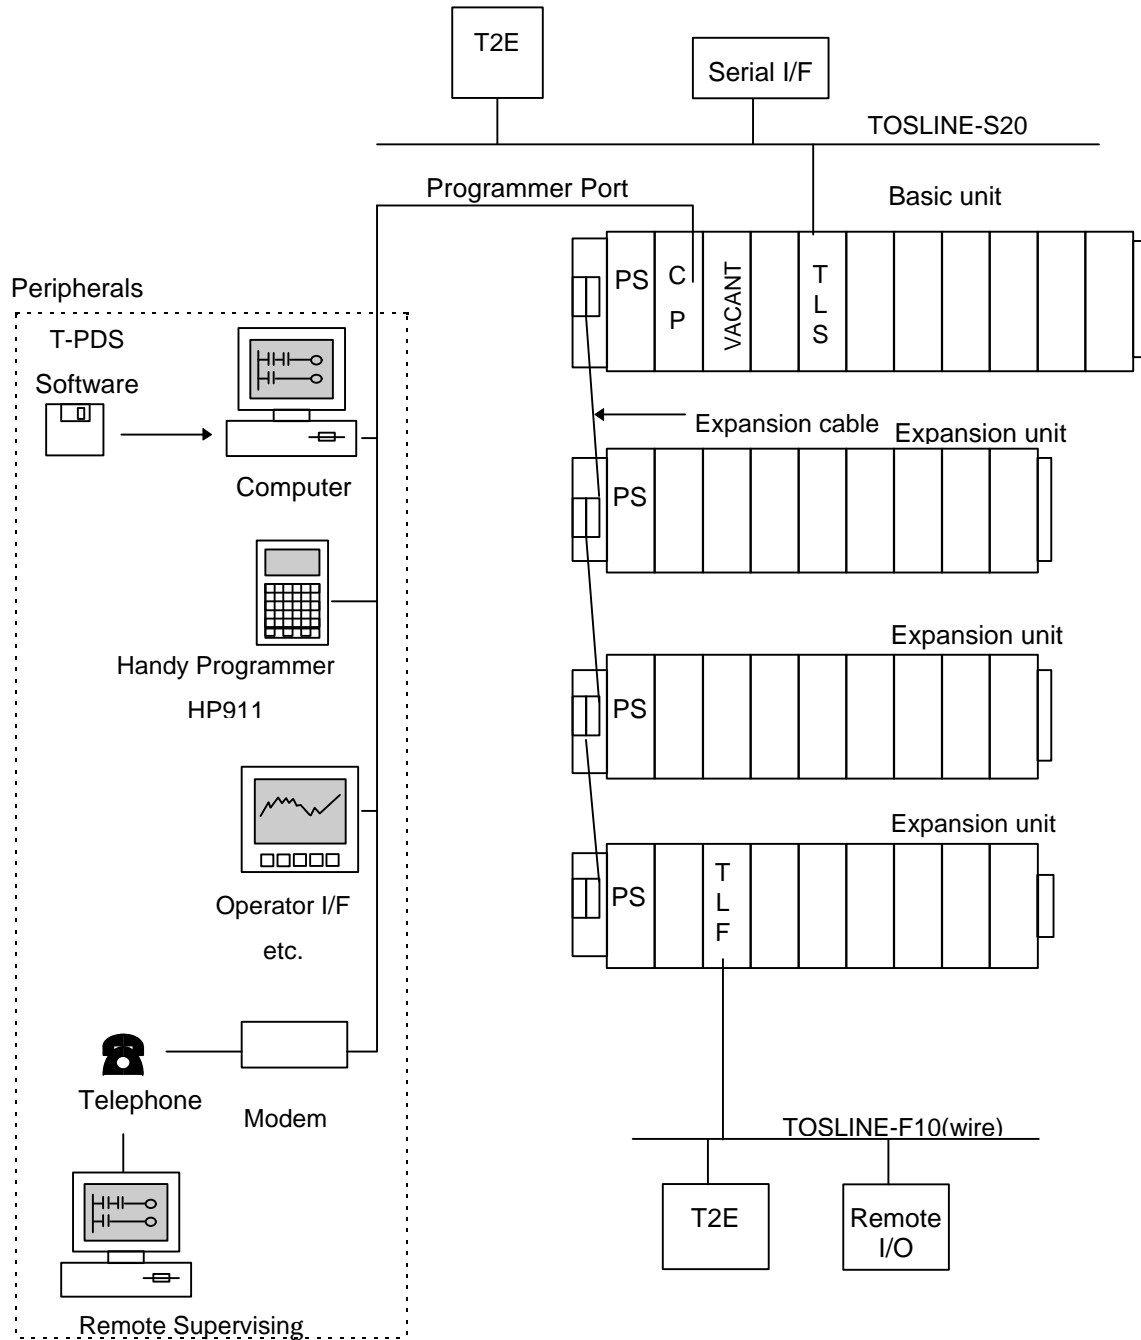 T2E
Serial I/F
TOSLINE-S20
Programmer Port
Basic unit
PS
C
P
VACANT
T
L
S
Peripherals
T-PDS
Software
Computer
Expansion cable
Expansion unit
PS
Handy Programmer
HP911
Expansion unit
PS
Operator I/F
etc.
Expansion unit
PS
T
L
F
Telephone
Modem
TOSLINE-F10(wire)
T2E
Remote
I/O
Remote Supervising